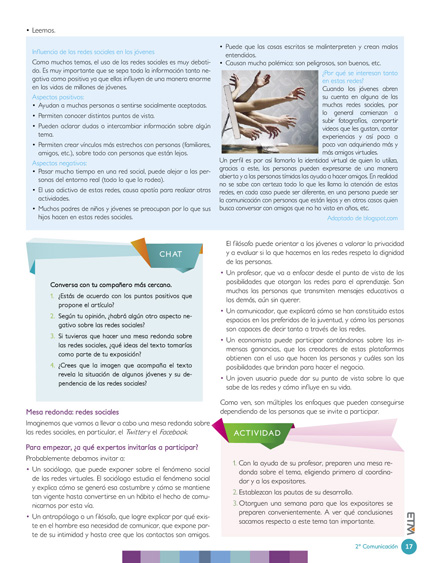 • Leemos.
Influencia de las redes sociales en los jóvenes
Como muchos temas, el uso de las redes sociales es muy debati-
do. Es muy importante que se sepa toda la información tanto ne-
gativa como positiva ya que ellas influyen de una manera enorme
en las vidas de millones de jóvenes.
Aspectos positivos:
• Ayudan a muchas personas a sentirse socialmente aceptadas.
• Permiten conocer distintos puntos de vista.
• Pueden aclarar dudas o intercambiar información sobre algún
tema.
• Permiten crear vínculos más estrechos con personas (familiares,
amigos, etc.), sobre todo con personas que están lejos.
Aspectos negativos:
• Pasar mucho tiempo en una red social, puede alejar a las per-
sonas del entorno real (todo lo que lo rodea).
• El uso adictivo de estas redes, causa apatía para realizar otras
actividades.
• Muchos padres de niños y jóvenes se preocupan por lo que sus
hijos hacen en estas redes sociales.
• Puede que las cosas escritas se malinterpreten y crean malos
entendidos.
• Causan mucha polémica: son peligrosos, son buenos, etc.
¿Por qué se interesan tanto
en estas redes?
Cuando los jóvenes abren
su cuenta en alguna de las
muchas redes sociales, por
lo general comienzan a
subir fotografías, compartir
videos que les gustan, contar
experiencias y así poco a
poco van adquiriendo más y
más amigos virtuales.
Un perfil es por así llamarlo la identidad virtual de quien lo utiliza,
gracias a este, las personas pueden expresarse de una manera
abierta y a las personas tímidas las ayuda a hacer amigos. En realidad
no se sabe con certeza todo lo que les llama la atención de estas
redes, en cada caso puede ser diferente, en una persona puede ser
la comunicación con personas que están lejos y en otros casos quien
busca conversar con amigos que no ha visto en años, etc.
Adaptado de blogspot.com
CHAT
Conversa con tu compañero más cercano.
1. ¿Estás de acuerdo con los puntos positivos que
propone el artículo?
2. Según tu opinión, ¿habrá algún otro aspecto ne-
gativo sobre las redes sociales?
3. Si tuvieras que hacer una mesa redonda sobre
las redes sociales, ¿qué ideas del texto tomarías
como parte de tu exposición?
4. ¿Crees que la imagen que acompaña el texto
revela la situación de algunos jóvenes y su de-
pendencia de las redes sociales?
Mesa redonda: redes sociales
Imaginemos que vamos a llevar a cabo una mesa redonda sobre
las redes sociales, en particular, el Twitter y el Facebook.
Para empezar, ¿a qué expertos invitarías a participar?
Probablemente debamos invitar a:
• Un sociólogo, que puede exponer sobre el fenómeno social
de las redes virtuales. El sociólogo estudia el fenómeno social
y explica cómo se generó esa costumbre y cómo se mantiene
tan vigente hasta convertirse en un hábito el hecho de comu-
nicarnos por esta vía.
• Un antropólogo o un filósofo, que logre explicar por qué exis-
te en el hombre esa necesidad de comunicar, que expone par-
te de su intimidad y hasta cree que los contactos son amigos.
El filósofo puede orientar a los jóvenes a valorar la privacidad
y a evaluar si lo que hacemos en las redes respeta la dignidad
de las personas.
• Un profesor, que va a enfocar desde el punto de vista de las
posibilidades que otorgan las redes para el aprendizaje. Son
muchas las personas que transmiten mensajes educativos a
los demás, aún sin querer.
• Un comunicador, que explicará cómo se han constituido estos
espacios en los preferidos de la juventud, y cómo las personas
son capaces de decir tanto a través de las redes.
• Un economista puede participar contándonos sobre las in-
mensas ganancias, que los creadores de estas plataformas
obtienen con el uso que hacen las personas y cuáles son las
posibilidades que brindan para hacer el negocio.
• Un joven usuario puede dar su punto de vista sobre lo que
sabe de las redes y cómo influye en su vida.
Como ven, son múltiples los enfoques que pueden conseguirse
dependiendo de las personas que se invite a participar.
ACTIVIDAD
1. Con la ayuda de su profesor, preparen una mesa re-
donda sobre el tema, eligiendo primero al coordina-
dor y a los expositores.
2. Establezcan las pautas de su desarrollo.
3. Otorguen una semana para que los expositores se
preparen convenientemente. A ver qué conclusiones
sacamos respecto a este tema tan importante.
2° Comunicación 17